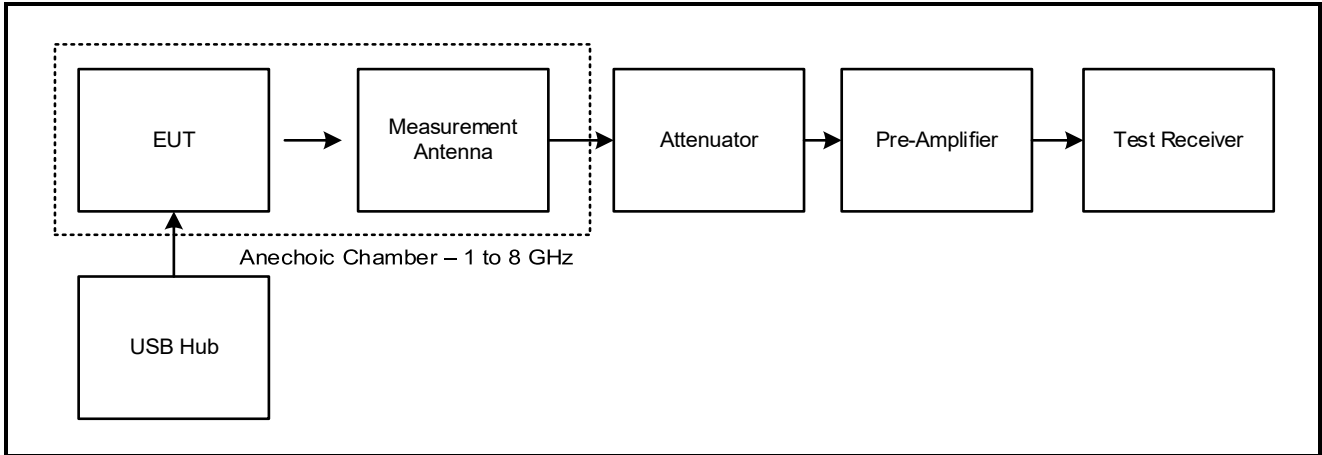 EUT
Measurement
Antenna
Attenuator
Pre-Amplifier
Test Receiver
Anechoic Chamber – 1 to 8 GHz
USB Hub